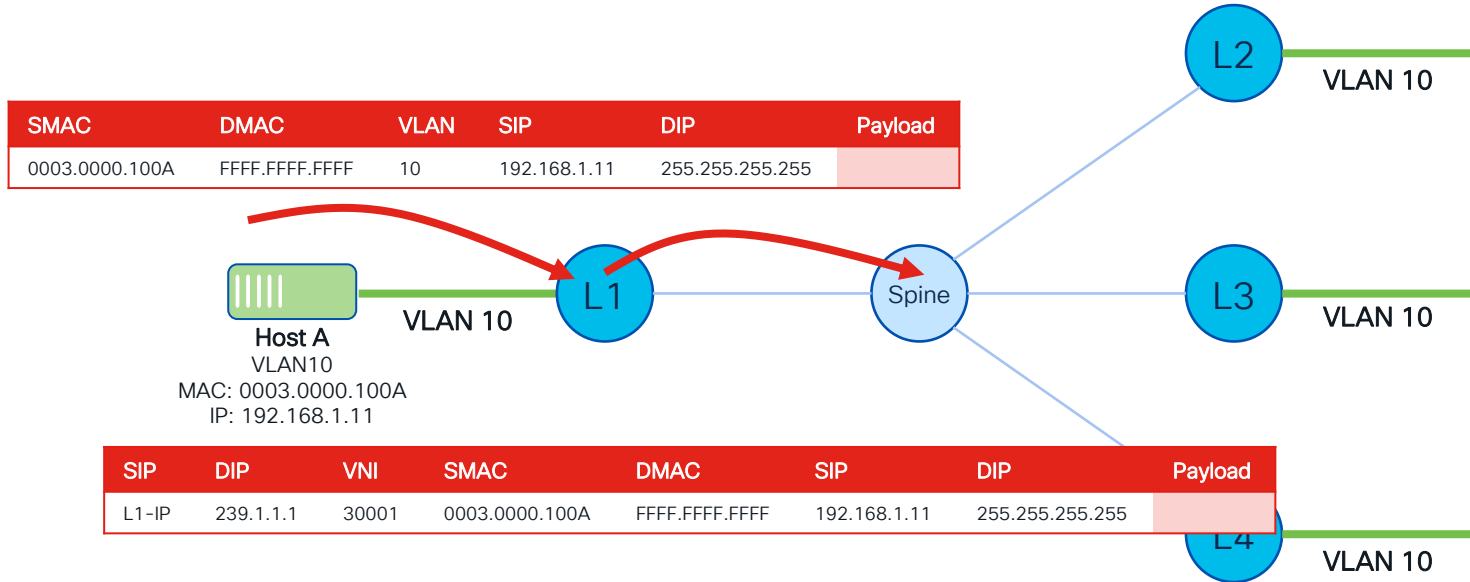 L2
VLAN 10
SMAC DMAC VLAN SIP DIP Payload
0003.0000.100A FFFF.FFFF.FFFF 10 192.168.1.11 255.255.255.255
L1
Spine
L3
VLAN 10
VLAN 10
Host A
VLAN10
MAC: 0003.0000.100A
IP: 192.168.1.11
SIP DIP VNI SMAC DMAC SIP DIP Payload
L1-IP 239.1.1.1 30001 0003.0000.100A FFFF.FFFF.FFFF 192.168.1.11 255.255.255.255
L4
VLAN 10